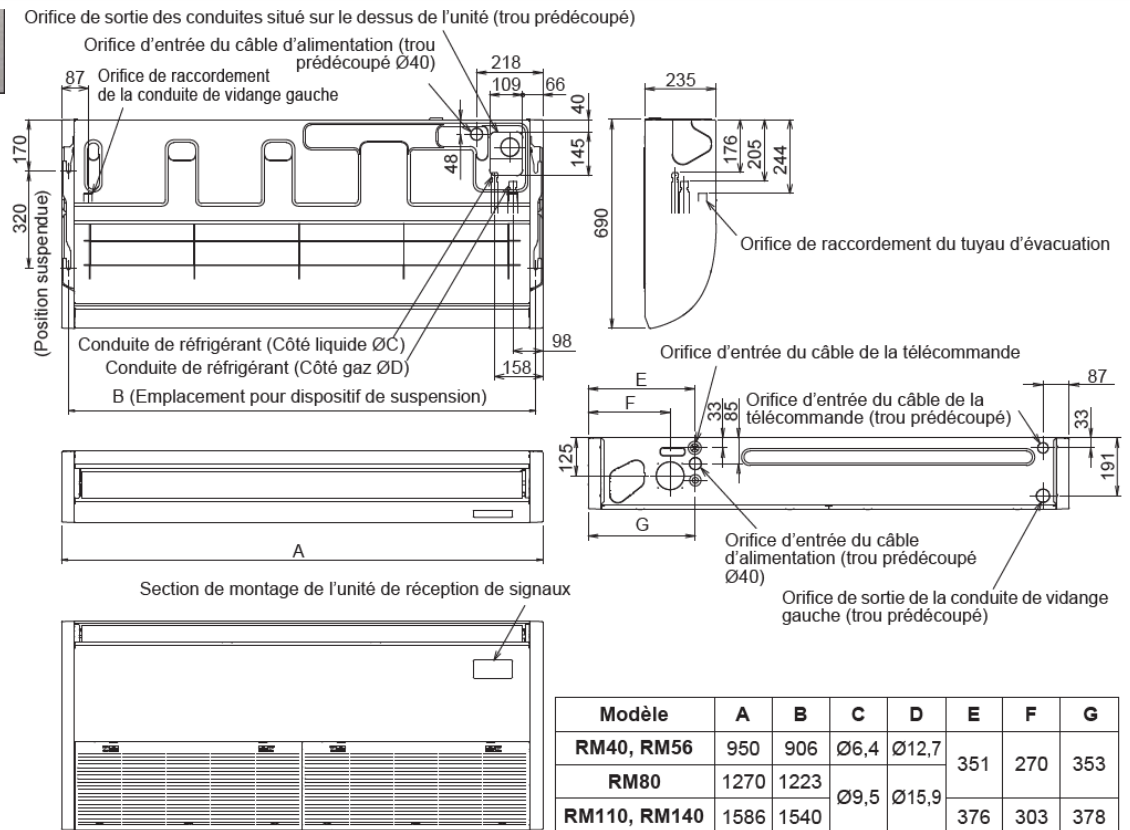 Orifice de sortie des conduites situé sur le dessus de l'unité (trou prédécoupé)
Orifice d'entrée du câble d'alimentation (trou
prédécoupé Ø40)
218
87
Orifice de raccordement
de la conduite de vidange gauche
109
66
40
170
48
145
320
(Position suspendue)
235
176
205
244
690
Orifice de raccordement du tuyau d'évacuation
Conduite de réfrigérant (Côté liquide ØC)
98
Conduite de réfrigérant (Côté gaz ØD)
158
B (Emplacement pour dispositif de suspension)
Orifice d'entrée du câble de la télécommande
E
F
33
85
Orifice d'entrée du câble de la
télécommande (trou prédécoupé)
87
33
125
191
G
Orifice d'entrée du câble
d'alimentation (trou prédécoupé
Ø40)
Orifice de sortie de la conduite de vidange
gauche (trou prédécoupé)
A
Section de montage de l'unité de réception de signaux
Modèle A B C D E F G
RM40, RM56 950 906 Ø6,4 Ø12,7 351 270 353
RM80 1270 1223 Ø9,5 Ø15,9
RM110, RM140 1586 1540 376 303 378